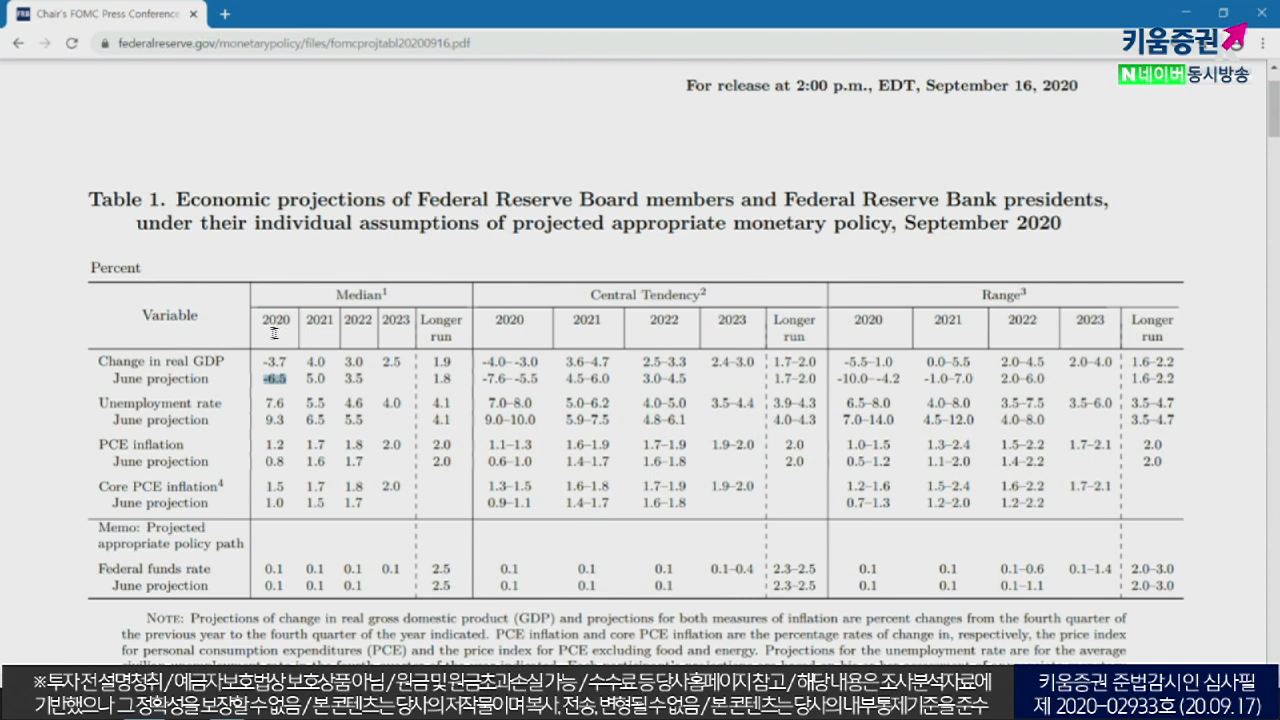 Chair's FOMC Press Conference
federalreserve.gov/monetarypolicy/files/fomcprojtabl20200916.pdf
키움증권
N네이버 동시방송
For release at 2:00 p.m., EDT, September 16, 2020
Table 1. Economic projections of Federal Reserve Board members and Federal Reserve Bank presidents,
under their individual assumptions of projected appropriate monetary policy, September 2020
Percent
Variable Median1 Central Tendency2 Range3
2020 2021 2022 2023 Longer run 2020 2021 2022 2023 Longer run 2020 2021 2022 2023 Longer run
Change in real GDP -3.7 4.0 3.0 2.5 1.9 -4.0–-3.0 3.6–4.7 2.5–3.3 2.4–3.0 1.7–2.0 -5.5–1.0 0.0–5.5 2.0–4.5 2.0–4.0 1.6–2.2
June projection -6.5 5.0 3.5 1.8 -7.6–-5.5 4.5–6.0 3.0–4.5 1.7–2.0 -10.0–-4.2 -1.0–7.0 2.0–6.0 1.6–2.2
Unemployment rate 7.6 5.5 4.6 4.0 4.1 7.0–8.0 5.0–6.2 4.0–5.0 3.5–4.4 3.9–4.3 6.5–8.0 4.0–8.0 3.5–7.5 3.5–6.0 3.5–4.7
June projection 9.3 6.5 5.5 4.1 9.0–10.0 5.9–7.5 4.8–6.1 4.0–4.3 7.0–14.0 4.5–12.0 4.0–8.0 3.5–4.7
PCE inflation 1.2 1.7 1.8 2.0 2.0 1.1–1.3 1.6–1.9 1.7–1.9 1.9–2.0 2.0 1.0–1.5 1.3–2.4 1.5–2.2 1.7–2.1 2.0
June projection 0.8 1.6 1.7 2.0 0.6–1.0 1.4–1.7 1.6–1.8 2.0 0.5–1.2 1.1–2.0 1.4–2.2 2.0
Core PCE inflation4 1.5 1.7 1.8 2.0 1.3–1.5 1.6–1.8 1.7–1.9 1.9–2.0 1.2–1.6 1.5–2.4 1.6–2.2 1.7–2.1
June projection 1.0 1.5 1.7 0.9–1.1 1.4–1.7 1.6–1.8 0.7–1.3 1.2–2.0 1.2–2.2
Memo: Projected
appropriate policy path
Federal funds rate 0.1 0.1 0.1 0.1 2.5 0.1 0.1 0.1 0.1–0.4 2.3–2.5 0.1 0.1 0.1–0.6 0.1–1.4 2.0–3.0
June projection 0.1 0.1 0.1 2.5 0.1 0.1 0.1 2.3–2.5 0.1 0.1 0.1–1.1 2.0–3.0
NOTE: Projections of change in real gross domestic product (GDP) and projections for both measures of inflation are percent changes from the fourth quarter of
the previous year to the fourth quarter of the year indicated. PCE inflation and core PCE inflation are the percentage rates of change in, respectively, the price index
for personal consumption expenditures (PCE) and the price index for PCE excluding food and energy. Projections for the unemployment rate are for the average
※투자 전 설명청취 / 예금자보호법상 보호상품 아님 / 원금 및 원금초과손실 가능 / 수수료 등 당사홈페이지 참고 / 해당 내용은 조사분석자료에
기반했으나 그 정확성을 보장할 수 없음 / 본 콘텐츠는 당사의 저작물이며 복사, 전송, 변형될 수 없음 / 본 콘텐츠는 당사의 내부통제기준을 준수
키움증권 준법감시인 심사필
제 2020-02933호 (20.09.17)